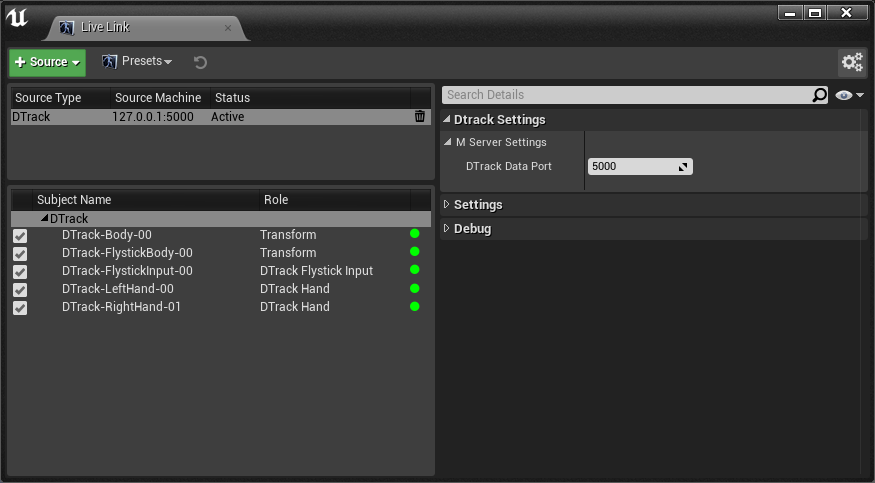 Live Link
Source
Presets
Source Type Source Machine Status
DTrack 127.0.0.1:5000 Active
Subject Name Role
DTrack
DTrack-Body-00 Transform
DTrack-FlystickBody-00 Transform
DTrack-FlystickInput-00 DTrack Flystick Input
DTrack-LeftHand-00 DTrack Hand
DTrack-RightHand-01 DTrack Hand
Search Details
Dtrack Settings
M Server Settings
DTrack Data Port 5000
Settings
Debug